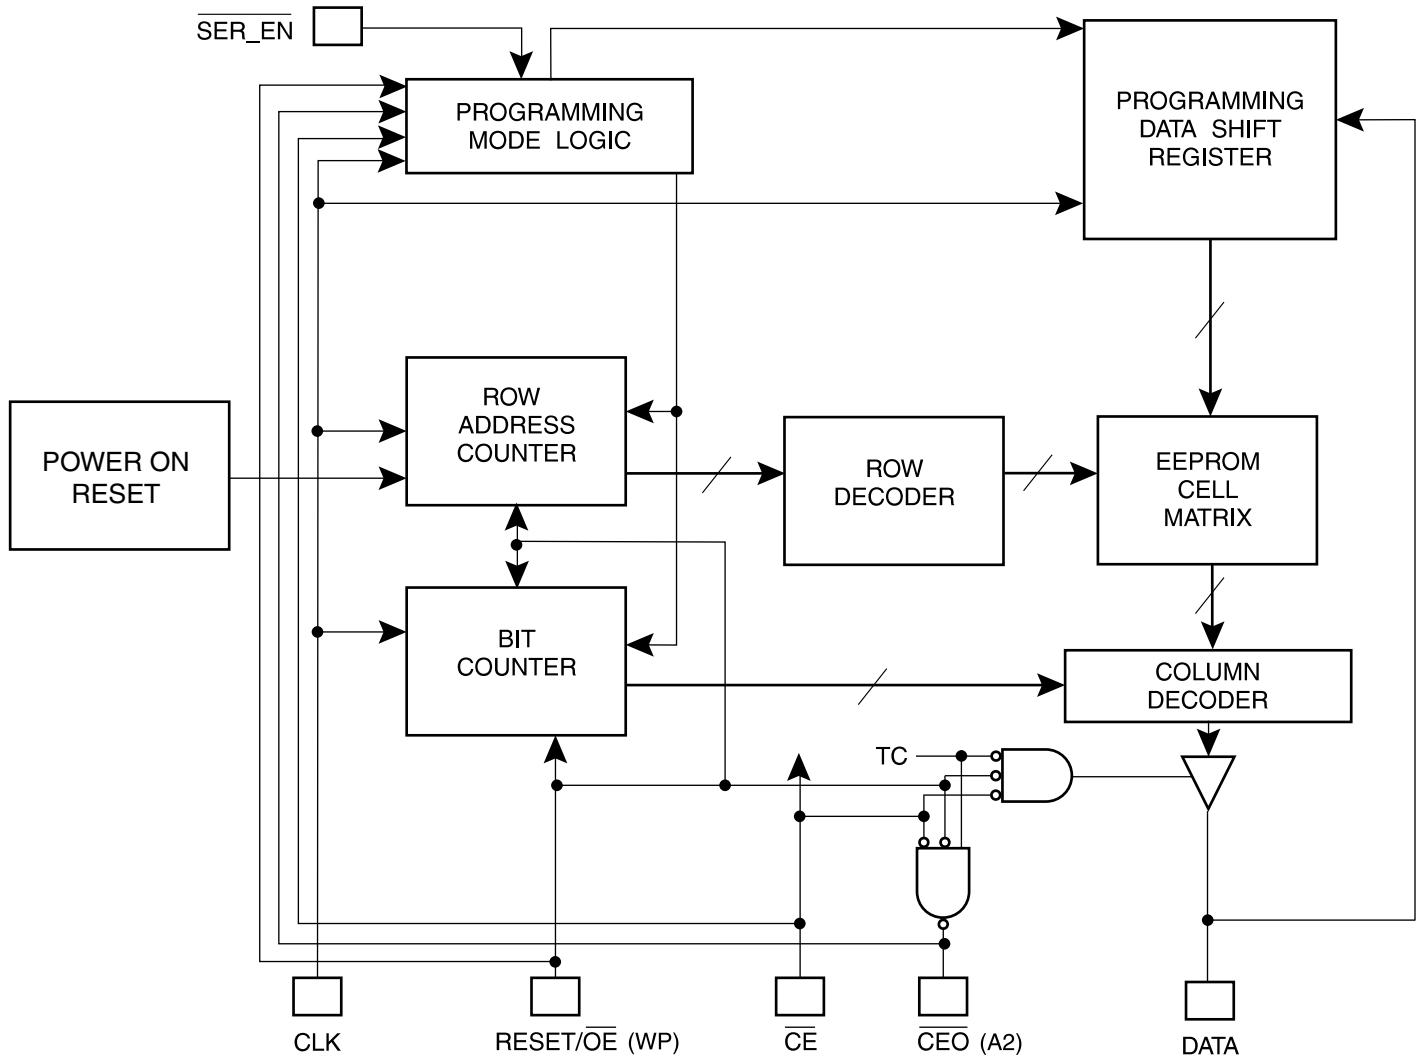 SER_EN
PROGRAMMING
MODE LOGIC
PROGRAMMING
DATA SHIFT
REGISTER
POWER ON
RESET
ROW
ADDRESS
COUNTER
ROW
DECODER
EEPROM
CELL
MATRIX
BIT
COUNTER
COLUMN
DECODER
TC
CLK
RESET/OE (WP)
CE
CEO (A2)
DATA